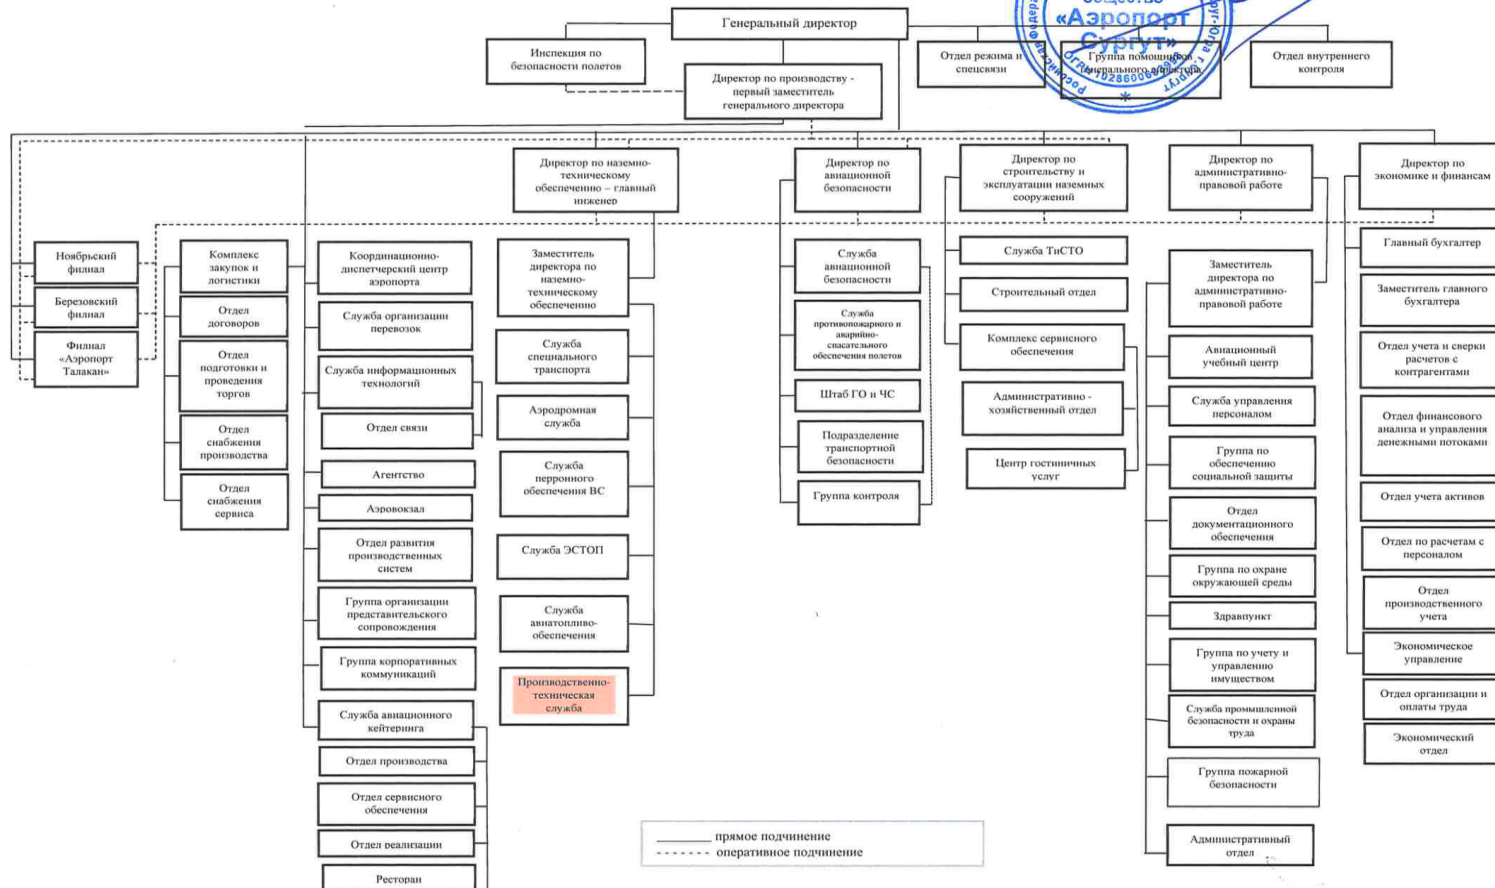 Генеральный директор
«Аэропорт
Сургут»
Инспекция по
безопасности полетов
Директор по производству -
первый заместитель
генерального директора
Отдел режима и
спецсвязи
Группа помощников
генерального директора
Отдел внутреннего
контроля
Директор по наземно-
техническому
обеспечению – главный
инженер
Директор по
авиационной
безопасности
Директор по
строительству и
эксплуатации наземных
сооружений
Директор по
административно-
правовой работе
Директор по
экономике и финансам
Ноябрьский
филиал
Березовский
филиал
Филиал
«Аэропорт
Талакан»
Комплекс
закупок и
логистики
Отдел
договоров
Отдел
подготовки и
проведения
торгов
Отдел
снабжения
производства
Отдел
снабжения
сервиса
Координационно-
диспетчерский центр
аэропорта
Служба организации
перевозок
Служба информационных
технологий
Отдел связи
Агентство
Аэровокзал
Отдел развития
производственных
систем
Группа организации
представительского
сопровождения
Группа корпоративных
коммуникаций
Служба авиационного
кейтеринга
Отдел производства
Отдел сервисного
обеспечения
Отдел реализации
Ресторан
Заместитель
директора по
наземно-
техническому
обеспечению
Служба
специального
транспорта
Аэродромная
служба
Служба
перронного
обеспечения ВС
Служба ЭСТОП
Служба
авиатопливо-
обеспечения
Производственно-
техническая
служба
Служба
авиационной
безопасности
Служба
противопожарного и
аварийно-
спасательного
обеспечения полетов
Штаб ГО и ЧС
Подразделение
транспортной
безопасности
Группа контроля
Служба ТиСТО
Строительный отдел
Комплекс сервисного
обеспечения
Административно -
хозяйственный отдел
Центр гостиничных
услуг
Заместитель
директора по
административно-
правовой работе
Авиационный
учебный центр
Служба управления
персоналом
Группа по
обеспечению
социальной защиты
Отдел
документационного
обеспечения
Группа по охране
окружающей среды
Здравпункт
Группа по учету и
управлению
имуществом
Служба промышленной
безопасности и охраны
труда
Группа пожарной
безопасности
Административный
отдел
Главный бухгалтер
Заместитель главного
бухгалтера
Отдел учета и сверки
расчетов с
контрагентами
Отдел финансового
анализа и управления
денежными потоками
Отдел учета активов
Отдел по расчетам с
персоналом
Отдел
производственного
учета
Экономическое
управление
Отдел организации и
оплаты труда
Экономический
отдел
прямое подчинение
оперативное подчинение